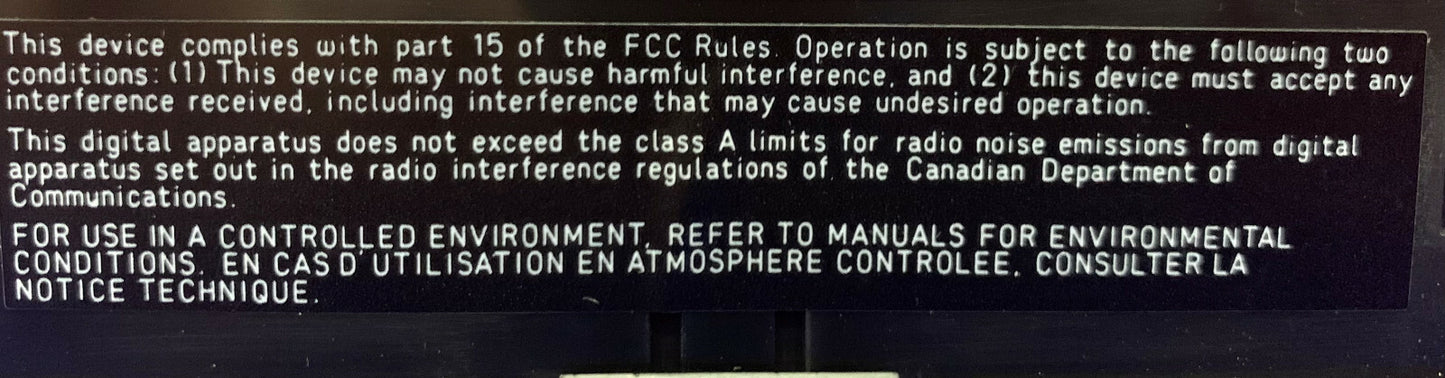 This device complies with part 15 of the FCC Rules. Operation is subject to the following two
conditions: (1) This device may not cause harmful interference, and (2) this device must accept any
interference received, including interference that may cause undesired operation.
This digital apparatus does not exceed the class A limits for radio noise emissions from digital
apparatus set out in the radio interference regulations of the Canadian Department of
Communications.
FOR USE IN A CONTROLLED ENVIRONMENT, REFER TO MANUALS FOR ENVIRONMENTAL
CONDITIONS. EN CAS D'UTILISATION EN ATMOSPHERE CONTROLEE, CONSULTER LA
NOTICE TECHNIQUE.